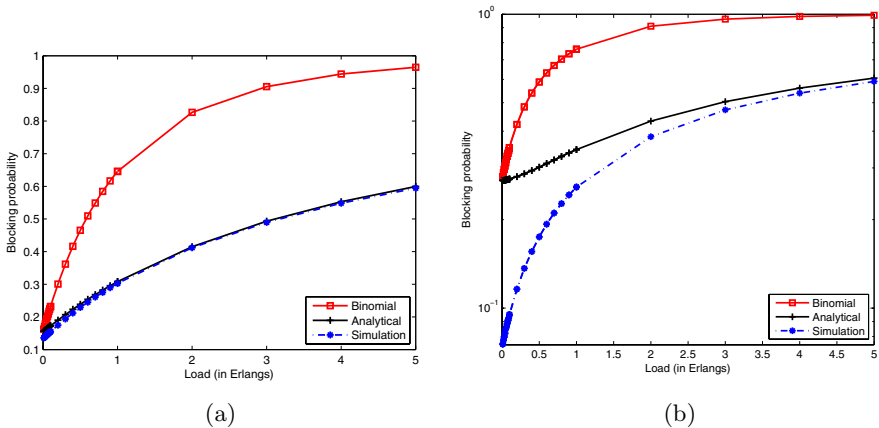 1
0.9
0.8
0.7
0.6
0.5
0.4
0.3
0.2
0.1
0 1 2 3 4 5
Blocking probability
Load (in Erlangs)
Binomial
Analytical
Simulation
(a)
10^0
10^-1
0 0.5 1 1.5 2 2.5 3 3.5 4 4.5 5
Blocking probability
Load (in Erlangs)
Binomial
Analytical
Simulation
(b)